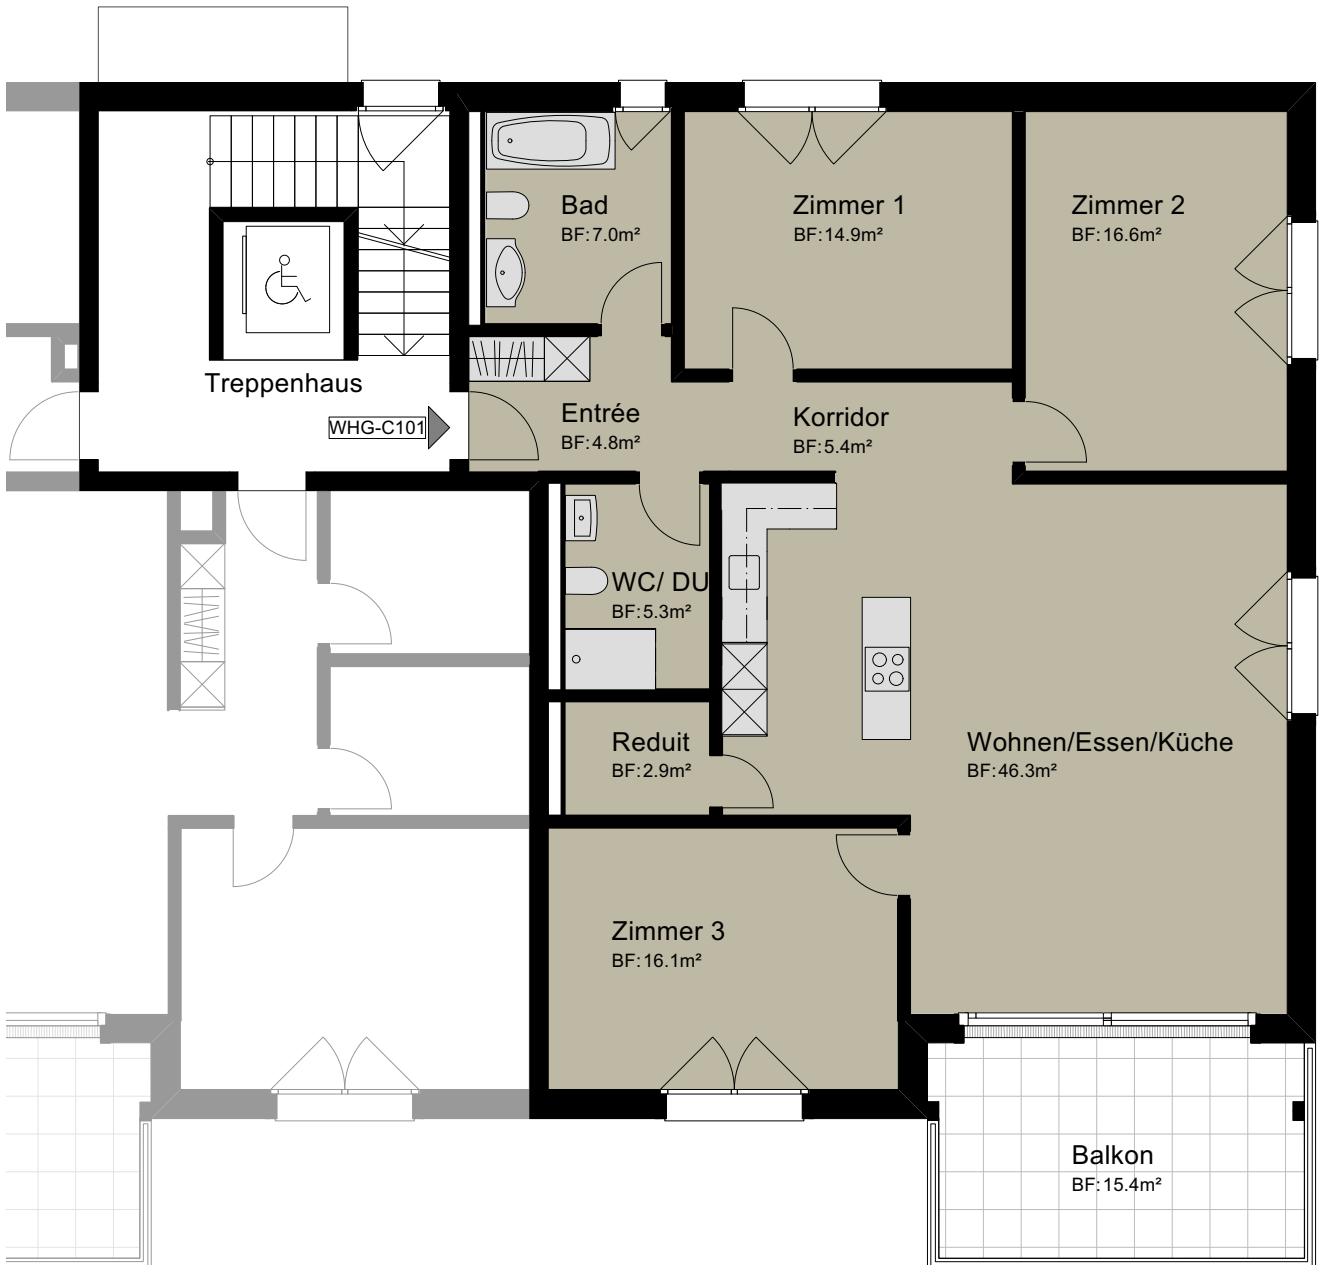 Bad
BF:7.0m²
Zimmer 1
BF:14.9m²
Zimmer 2
BF:16.6m²
Treppenhaus
WHG-C101
Entrée
BF:4.8m²
Korridor
BF:5.4m²
WC/ DU
BF:5.3m²
Reduit
BF:2.9m²
Wohnen/Essen/Küche
BF:46.3m²
Zimmer 3
BF:16.1m²
Balkon
BF:15.4m²